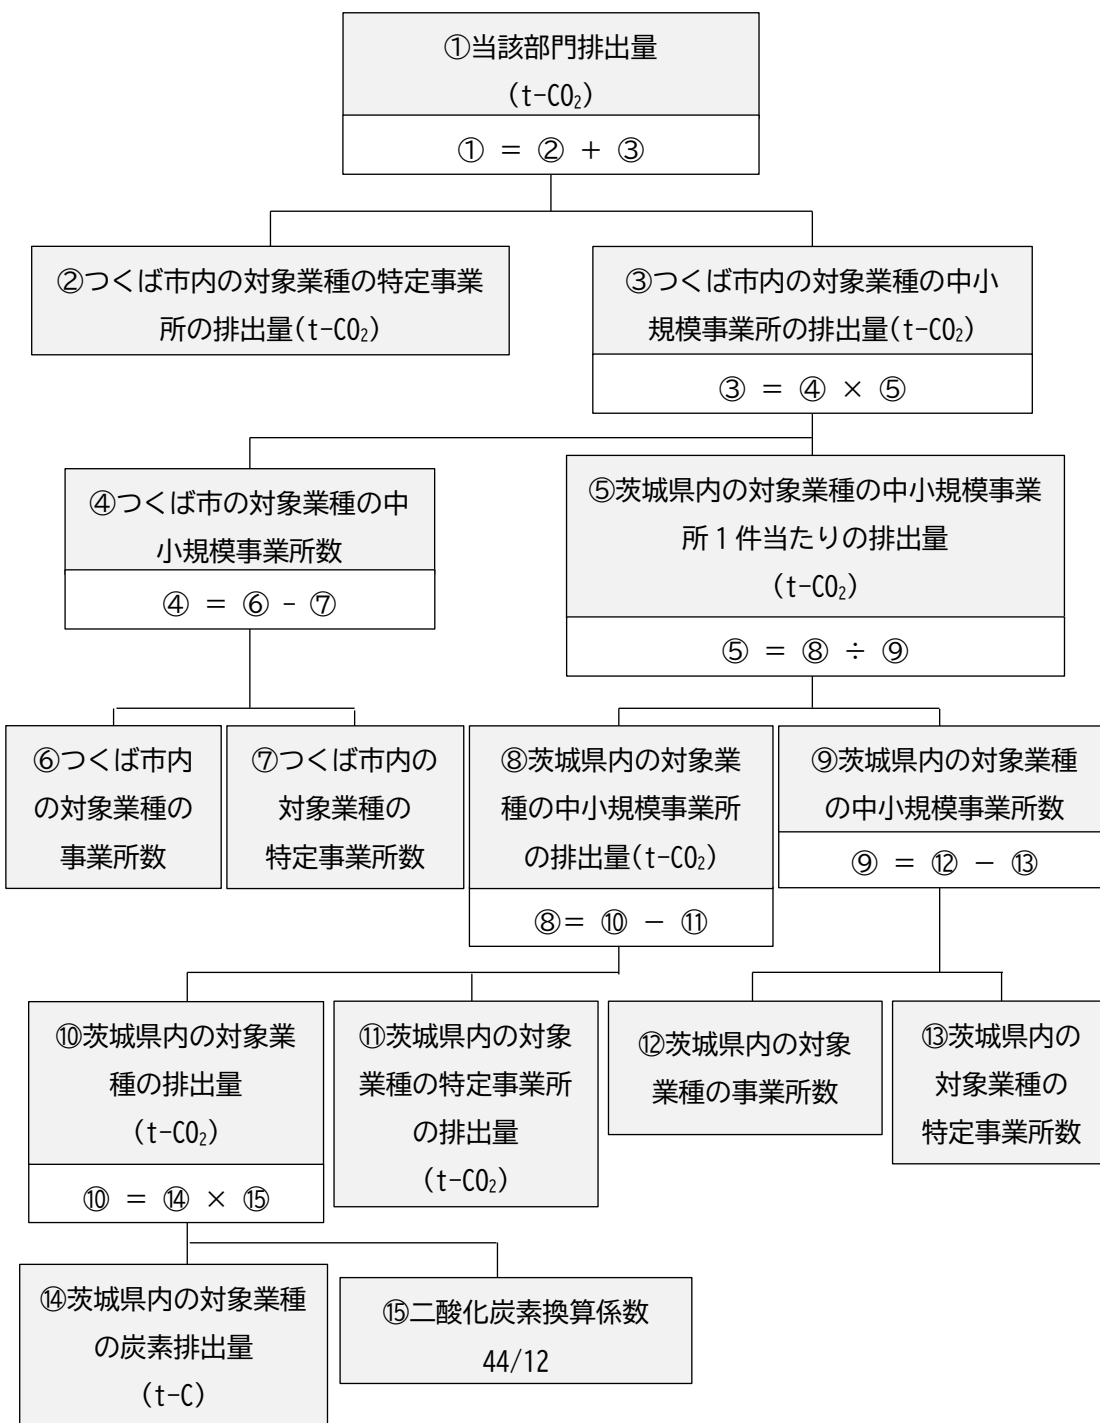 ①当該部門排出量
(t-CO₂)
① = ② + ③
②つくば市内の対象業種の特定事業
所の排出量(t-CO₂)
③つくば市内の対象業種の中小
規模事業所の排出量(t-CO₂)
③ = ④ × ⑤
④つくば市の対象業種の中
小規模事業所数
④ = ⑥ - ⑦
⑤茨城県内の対象業種の中小規模事業
所1件当たりの排出量
(t-CO₂)
⑤ = ⑧ ÷ ⑨
⑥つくば市内
の対象業種の
事業所数
⑦つくば市内の
対象業種の
特定事業所数
⑧茨城県内の対象業
種の中小規模事業所
の排出量(t-CO₂)
⑧= ⑩ − ⑪
⑨茨城県内の対象業種
の中小規模事業所数
⑨ = ⑫ − ⑬
⑩茨城県内の対象業
種の排出量
(t-CO₂)
⑩ = ⑭ × ⑮
⑪茨城県内の対象
業種の特定事業所
の排出量
(t-CO₂)
⑫茨城県内の対象
業種の事業所数
⑬茨城県内の
対象業種の
特定事業所数
⑭茨城県内の対象業種
の炭素排出量
(t-C)
⑮二酸化炭素換算係数
44/12